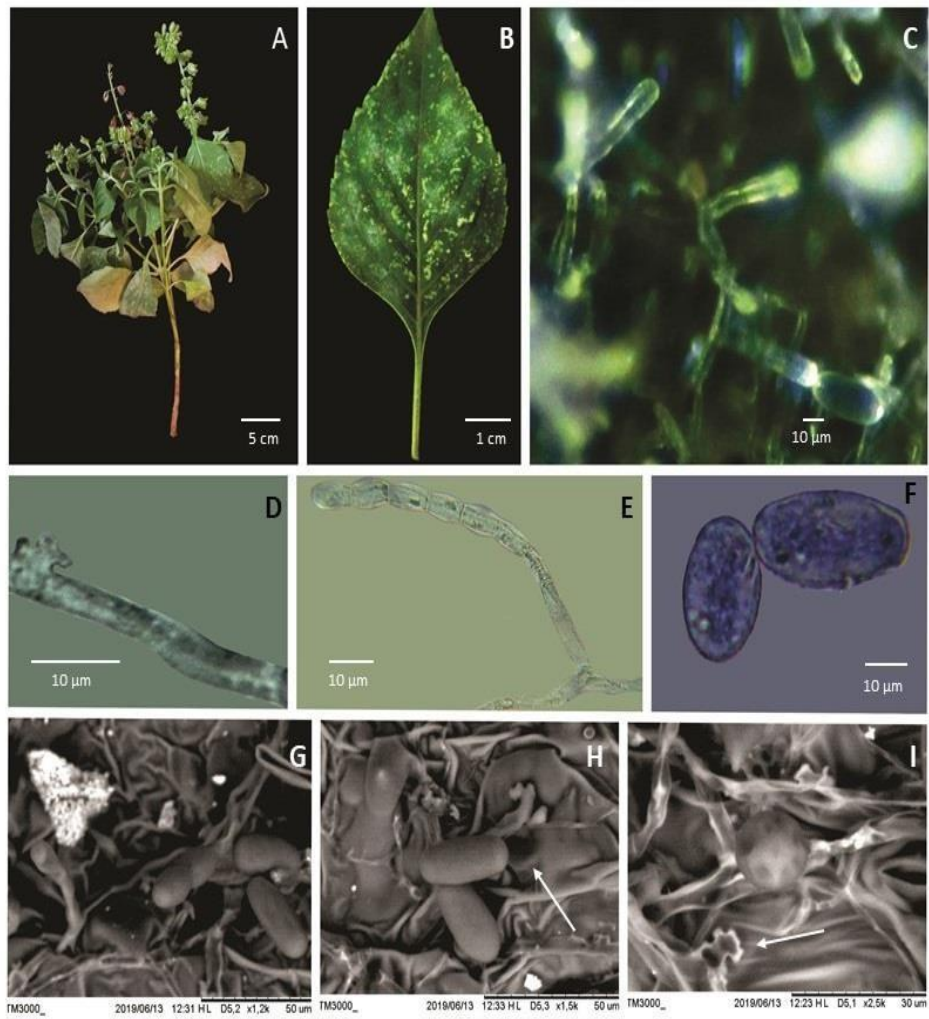 A
5 cm
B
1 cm
C
10 µm
D
10 µm
E
10 µm
F
10 µm
G
TM3000_ 2019/06/13 12:31 HL D5,2 x1,2k 50 um
H
TM3000_ 2019/06/13 12:33 HL D5,3 x1,5k 50 um
I
TM3000_ 2019/06/13 12:23 HL D5,1 x2,5k 30 um